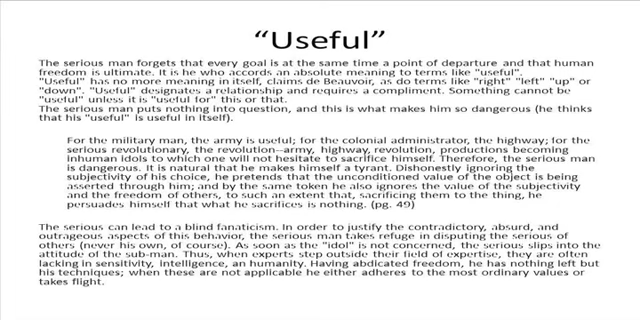 “Useful”
The serious man forgets that every goal is at the same time a point of departure and that human
freedom is ultimate. It is he who accords an absolute meaning to terms like "useful".
"Useful" has no more meaning in itself, claims de Beauvoir, as do terms like "right" "left" "up" or
"down". "Useful" designates a relationship and requires a compliment. Something cannot be
"useful" unless it is "useful for" this or that.
The serious man puts nothing into question, and this is what makes him so dangerous (he thinks
that his "useful" is useful in itself).
For the military man, the army is useful; for the colonial administrator, the highway; for the
serious revolutionary, the revolution--army, highway, revolution, productions becoming
inhuman idols to which one will not hesitate to sacrifice himself. Therefore, the serious man
is dangerous. It is natural that he makes himself a tyrant. Dishonestly ignoring the
subjectivity of his choice, he pretends that the unconditioned value of the object is being
asserted through him; and by the same token he also ignores the value of the subjectivity
and the freedom of others, to such an extent that, sacrificing them to the thing, he
persuades himself that what he sacrifices is nothing. (pg. 49)
The serious can lead to a blind fanaticism. In order to justify the contradictory, absurd, and
outrageous aspects of this behavior, the serious man takes refuge in disputing the serious of
others (never his own, of course). As soon as the "idol" is not concerned, the serious slips into the
attitude of the sub-man. Thus, when experts step outside their field of expertise, they are often
lacking in sensitivity, intelligence, an humanity. Having abdicated freedom, he has nothing left but
his techniques; when these are not applicable he either adheres to the most ordinary values or
takes flight.